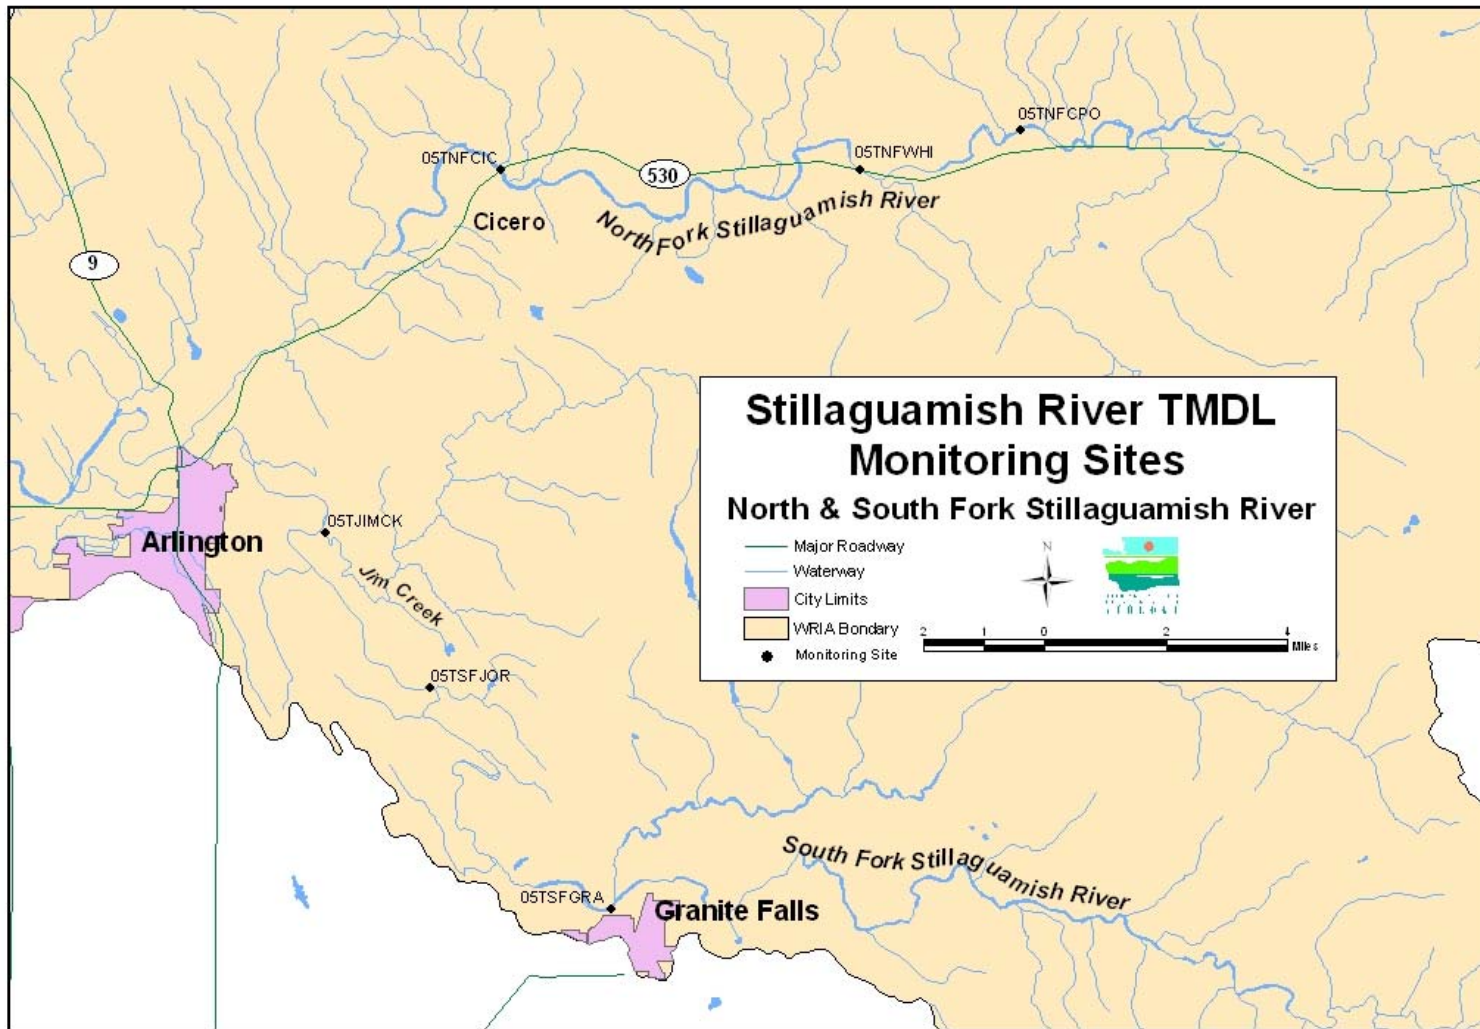 05TNFCPO
05TNFCIC
05TNFWHI
530
Cicero
North Fork Stillaguamish River
9
Stillaguamish River TMDL
Monitoring Sites
North & South Fork Stillaguamish River
Major Roadway
Waterway
City Limits
WRIA Bondary
Monitoring Site
N
2 1 0 2 4
Miles
05TJIMCK
Arlington
Jim Creek
05TSFJOR
South Fork Stillaguamish River
05TSFGRA
Granite Falls